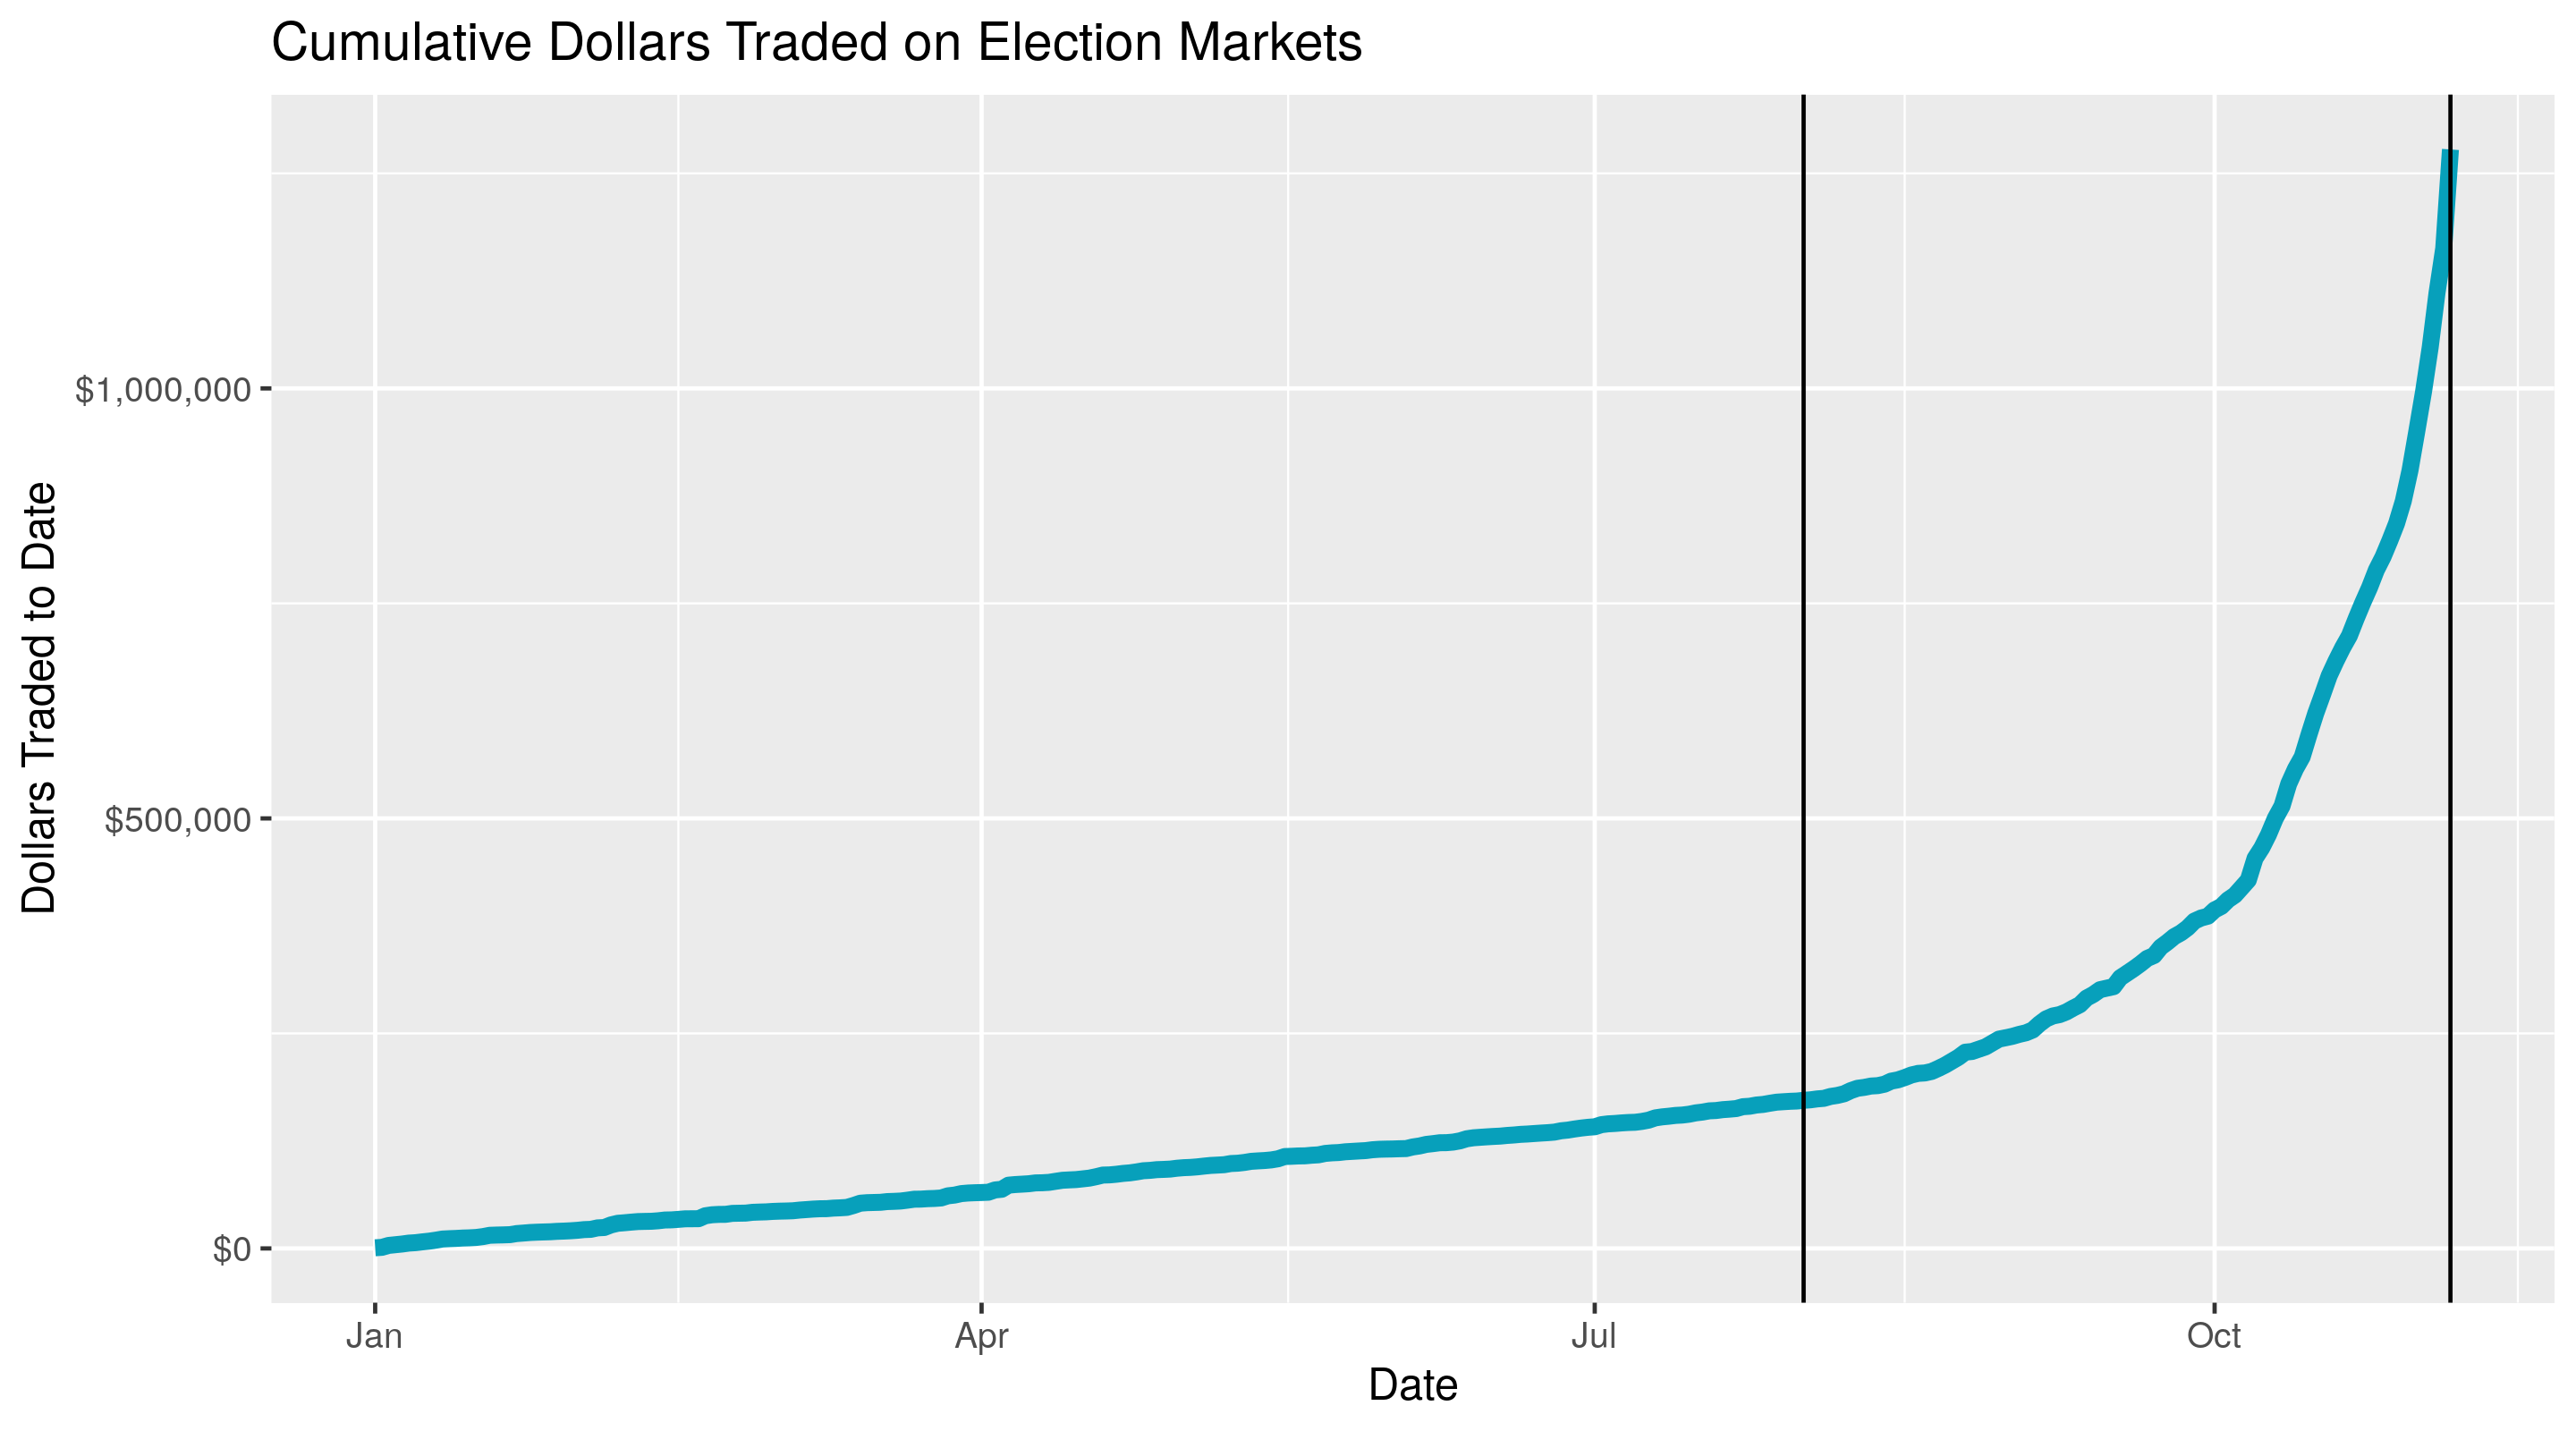 Cumulative Dollars Traded on Election Markets
Dollars Traded to Date
$1,000,000
$500,000
$0
Jan
Apr
Jul
Oct
Date